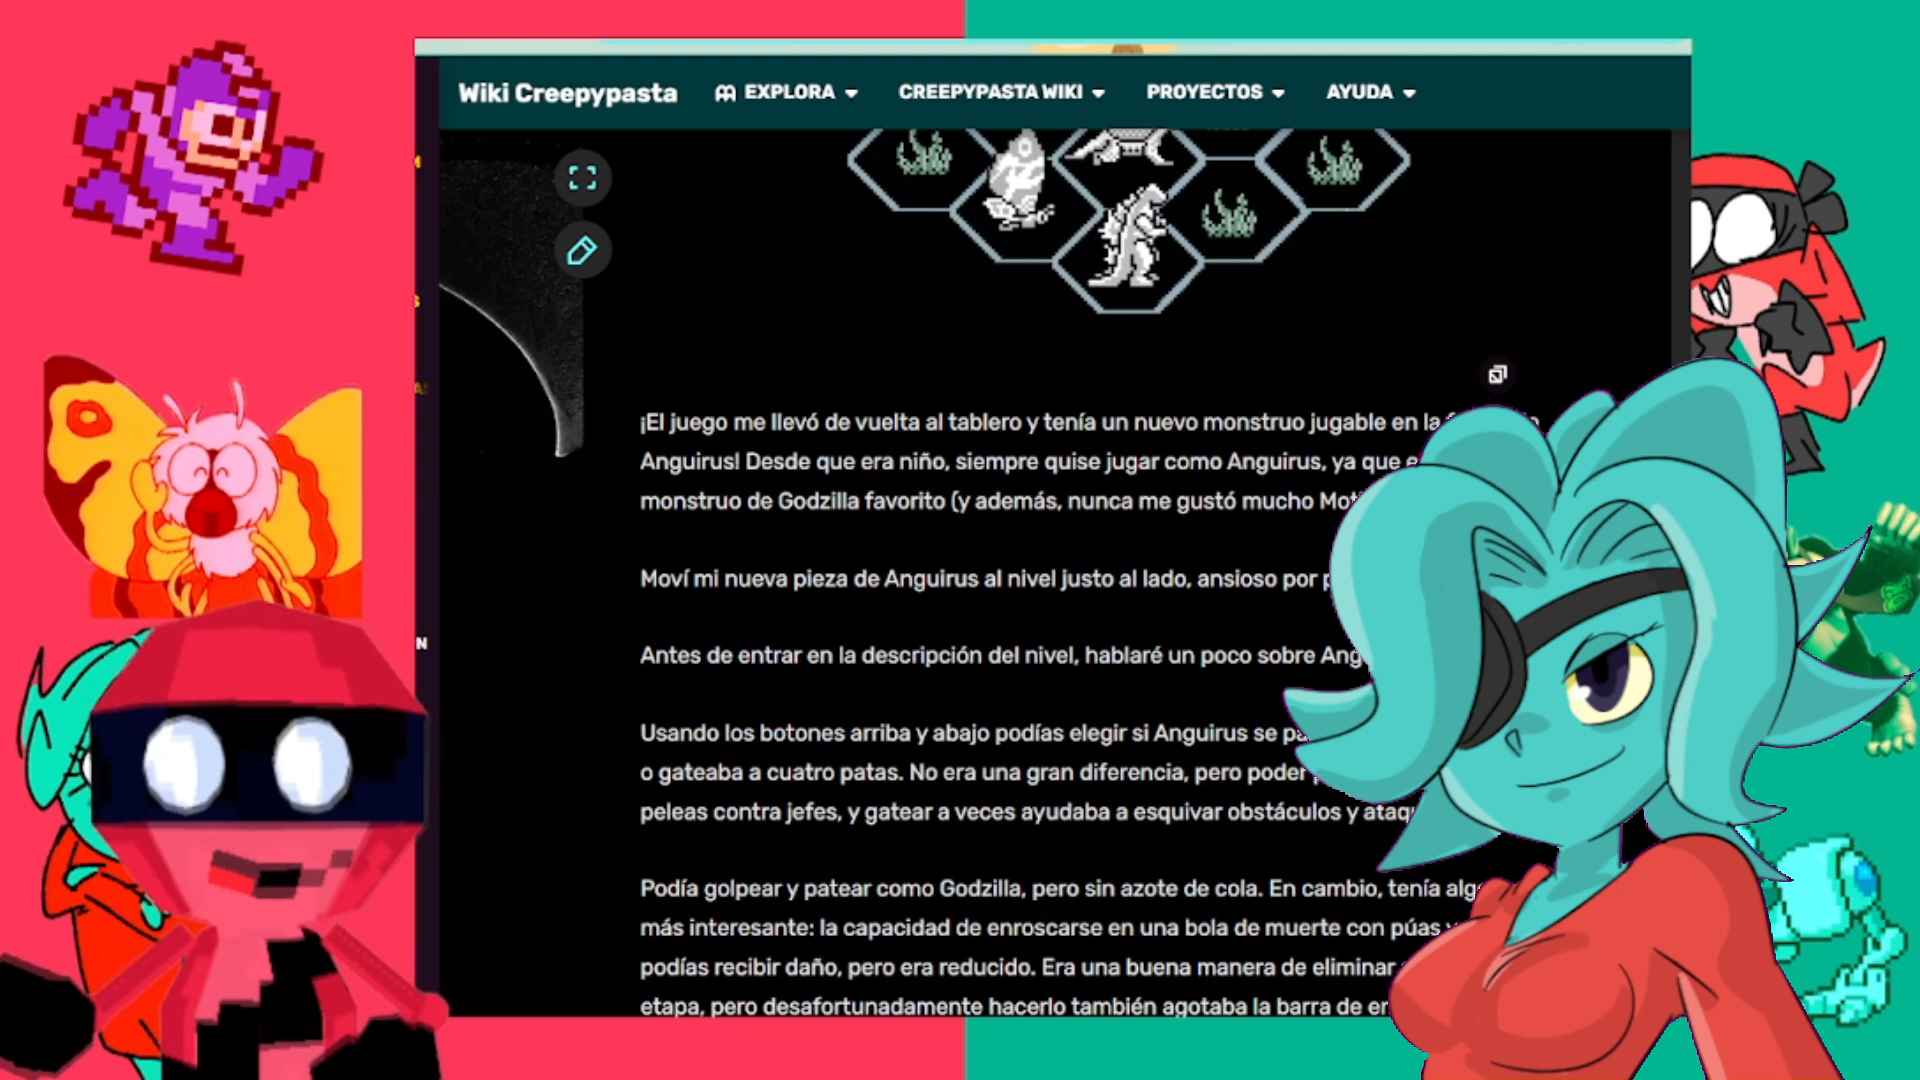 Wiki Creepypasta EXPLORA CREEPYPASTA WIKI PROYECTOS AYUDA
¡El juego me llevó de vuelta al tablero y tenía un nuevo monstruo jugable en la
Anguirus! Desde que era niño, siempre quise jugar como Anguirus, ya que
monstruo de Godzilla favorito (y además, nunca me gustó mucho
Moví mi nueva pieza de Anguirus al nivel justo al lado, ansioso por
Antes de entrar en la descripción del nivel, hablaré un poco sobre
Usando los botones arriba y abajo podías elegir si Anguirus se
o gateaba a cuatro patas. No era una gran diferencia, pero poder
peleas contra jefes, y gatear a veces ayudaba a esquivar obstáculos y
Podía golpear y patear como Godzilla, pero sin azote de cola. En cambio, tenía
más interesante: la capacidad de enroscarse en una bola de muerte con púas
podías recibir daño, pero era reducido. Era una buena manera de eliminar
etapa, pero desafortunadamente hacerlo también agotaba la barra de